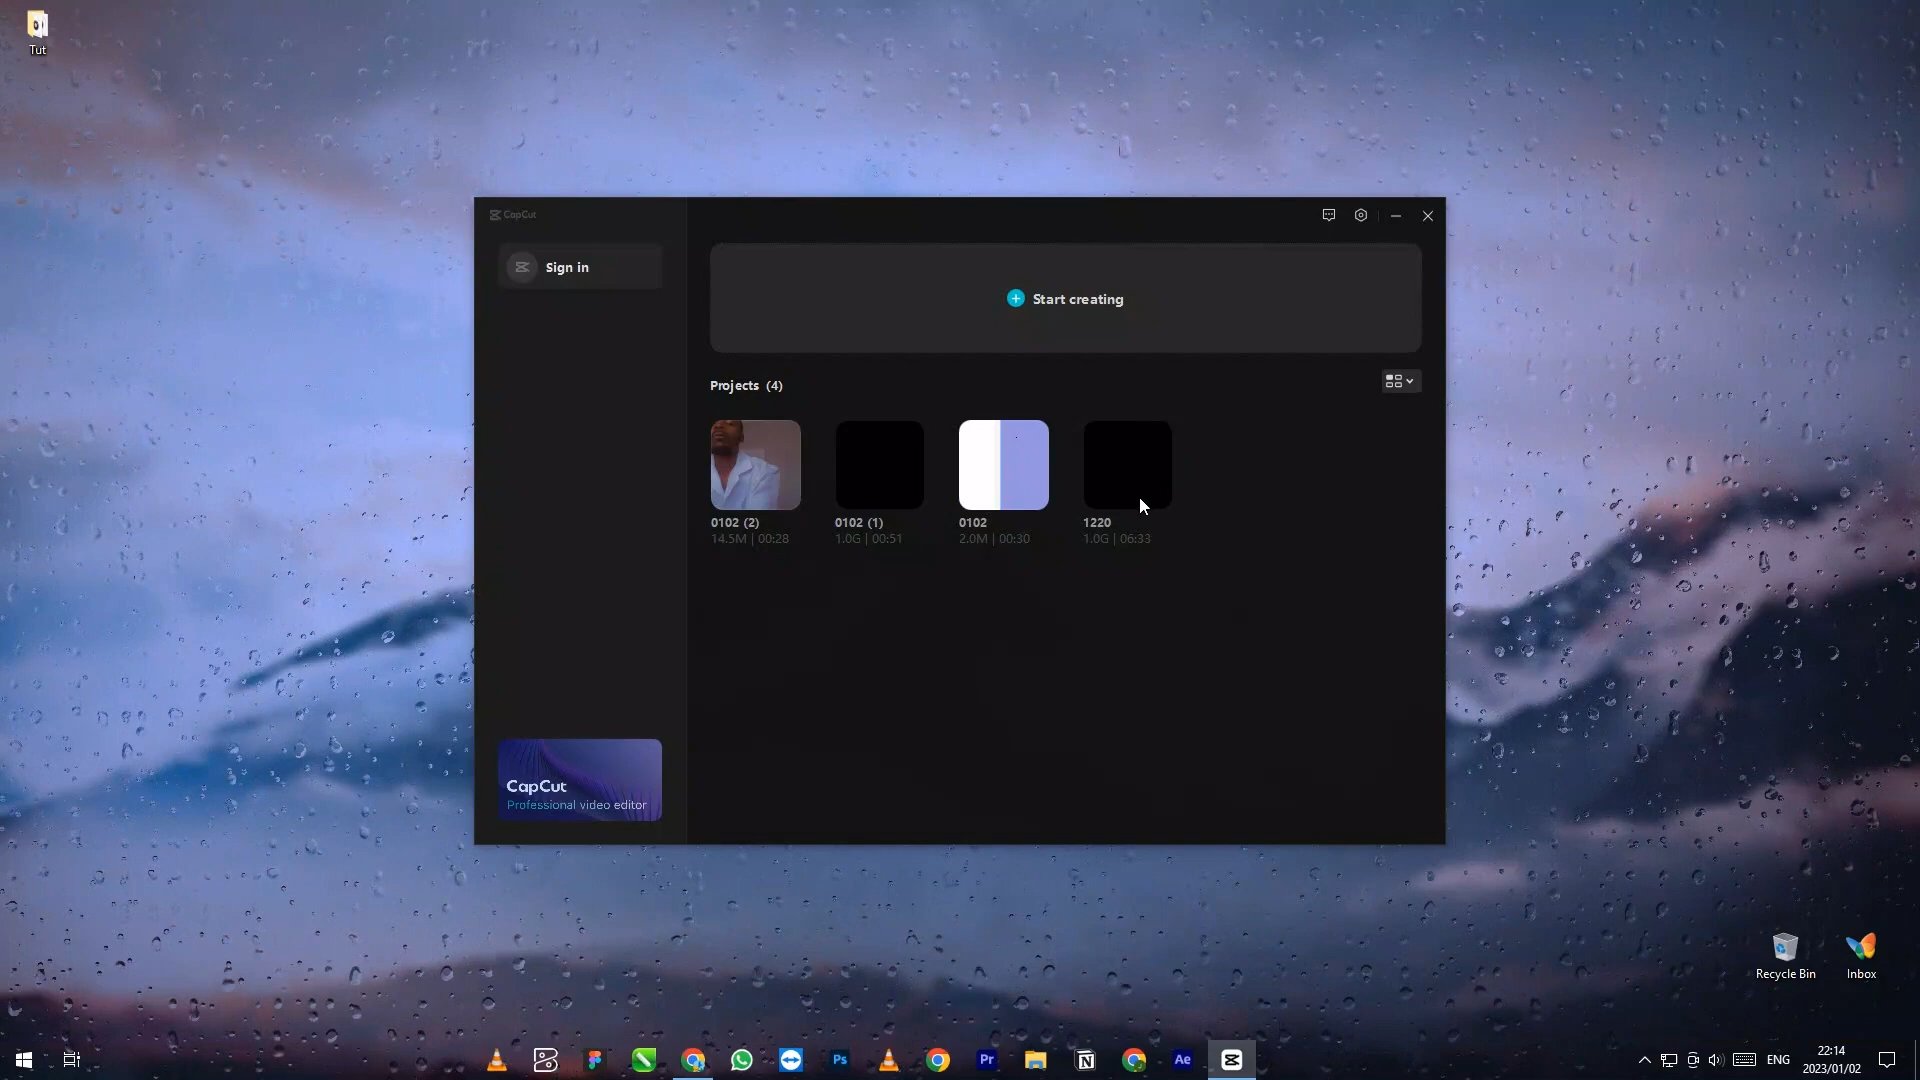 Tut
CapCut
Sign in
Start creating
Projects (4)
0102 (2)
14.5M | 00:28
0102 (1)
1.0G | 00:51
0102
2.0M | 00:30
1220
1.0G | 06:33
CapCut
Professional video editor
Recycle Bin
Inbox
Ps
Pr
Ae
ENG
22:14
2023/01/02